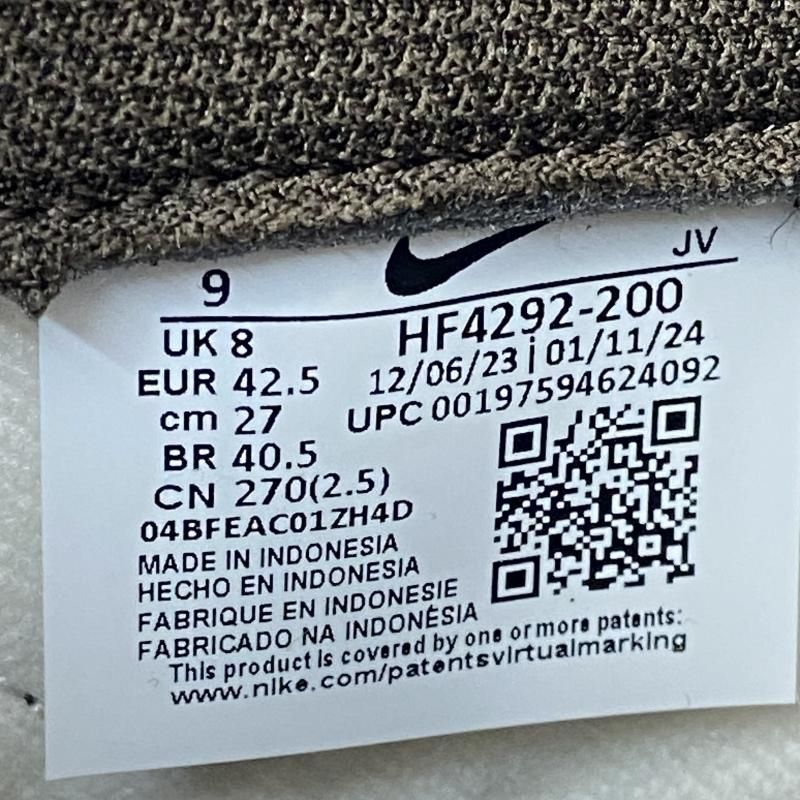 JV
9
HF4292-200
UK 8
12/06/23 | 01/11/24
EUR 42.5
UPC 00197594624092
cm 27
BR 40.5
CN 270(2.5)
04BFEAC01ZH4D
MADE IN INDONESIA
HECHO EN INDONESIA
FABRIQUE EN INDONESIE
FABRICADO NA INDONÉSIA
This product is covered by one or more patents:
www.nike.com/patentsvirtualmarking